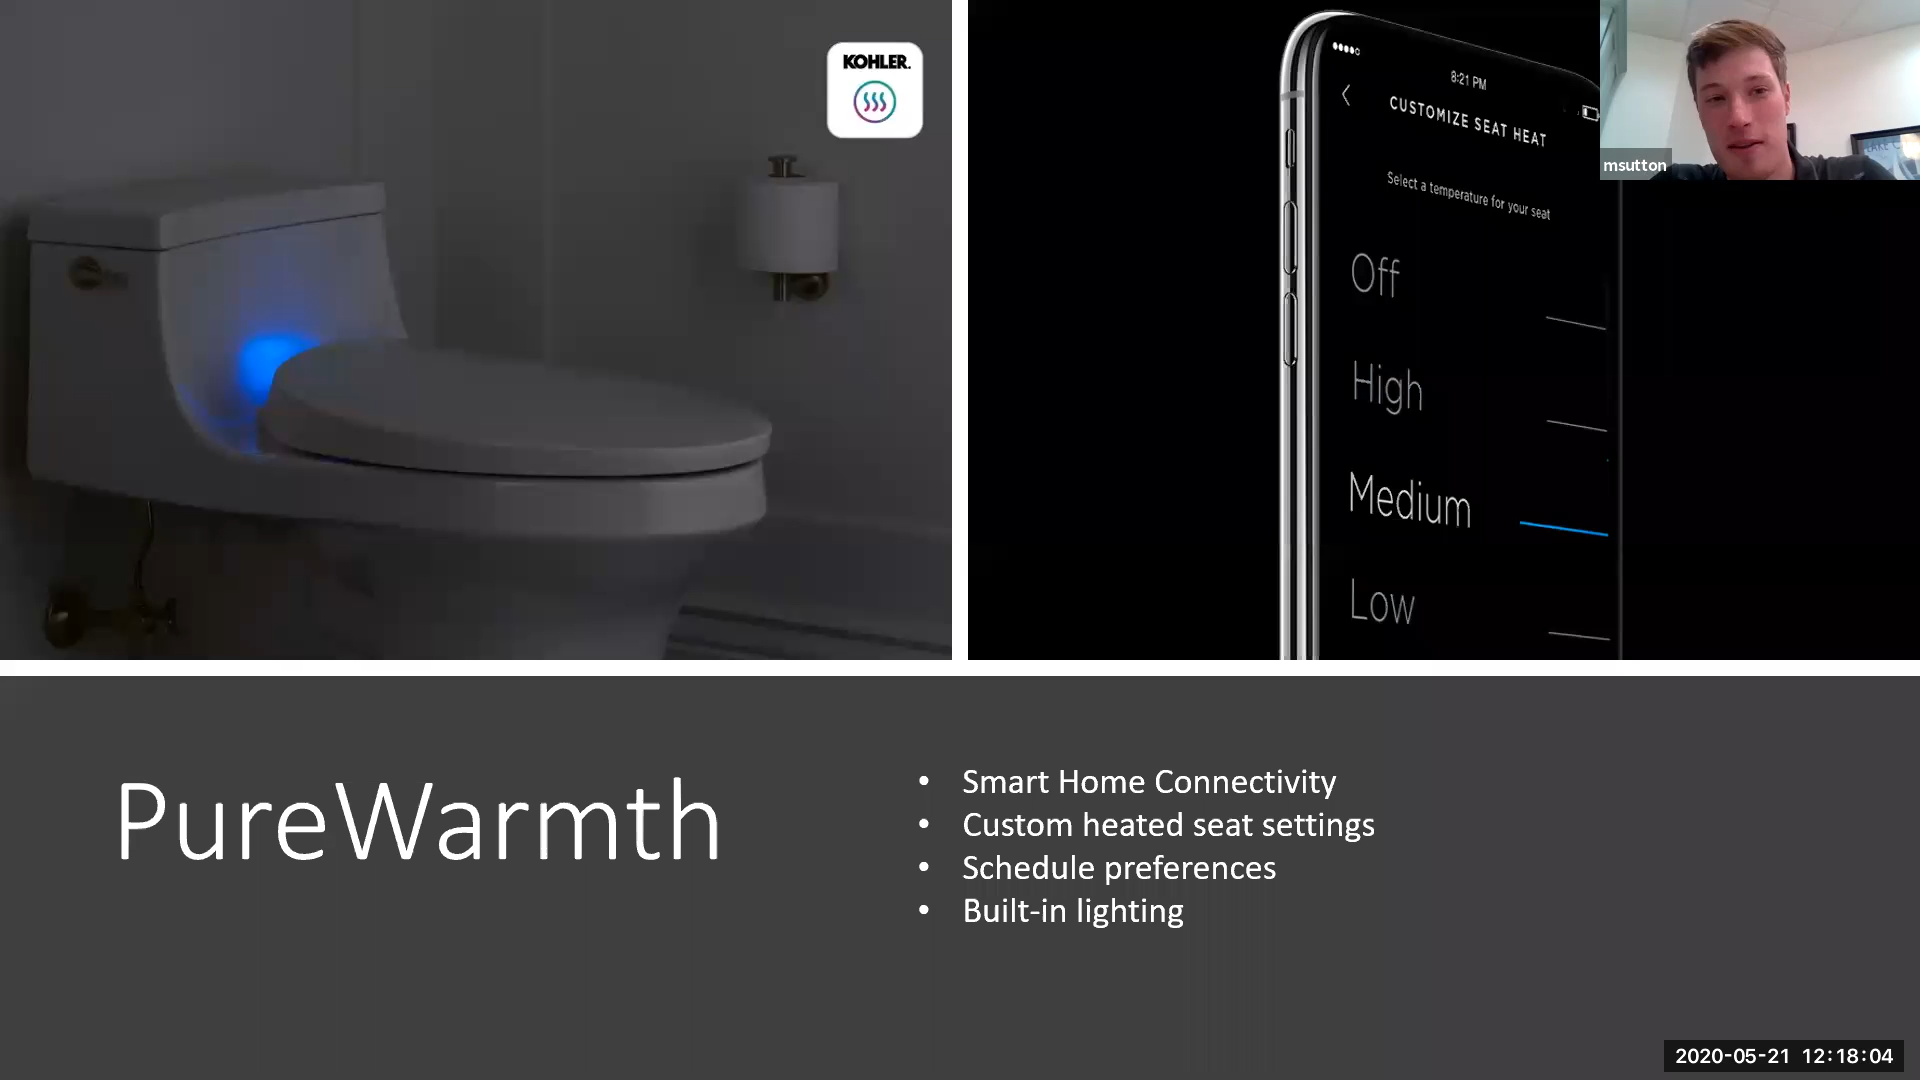 KOHLER.
8:21 PM
CUSTOMIZE SEAT HEAT
Select a temperature for your seat
Off
High
Medium
Low
msutton
PureWarmth
• Smart Home Connectivity
• Custom heated seat settings
• Schedule preferences
• Built-in lighting
2020-05-21 12:18:04